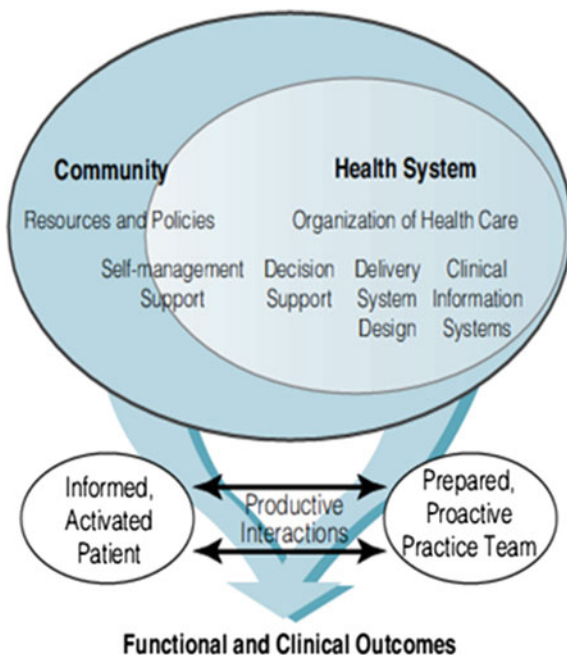 Community
Health System
Resources and Policies
Organization of Health Care
Self-management
Support
Decision
Support
Delivery
System
Design
Clinical
Information
Systems
Informed,
Activated
Patient
Productive
Interactions
Prepared,
Proactive
Practice Team
Functional and Clinical Outcomes